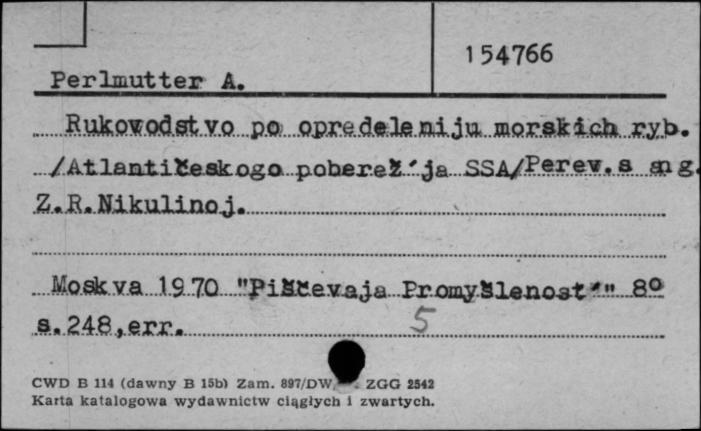 154766
Perlmutter A.
Rukovodstvo po opredeleniju morskich ryb.
/Atlantičeskogo poberež´ja SSA/Perev.s ang.
Z.R.Nikulinoj.
Moskva 1970 "Piščevaja Promyšlenost´" 8º
s.248,err. 5
CWD B 114 (dawny B 15b) Zam. 897/DW ZGG 2542
Karta katalogowa wydawnictw ciągłych i zwartych.